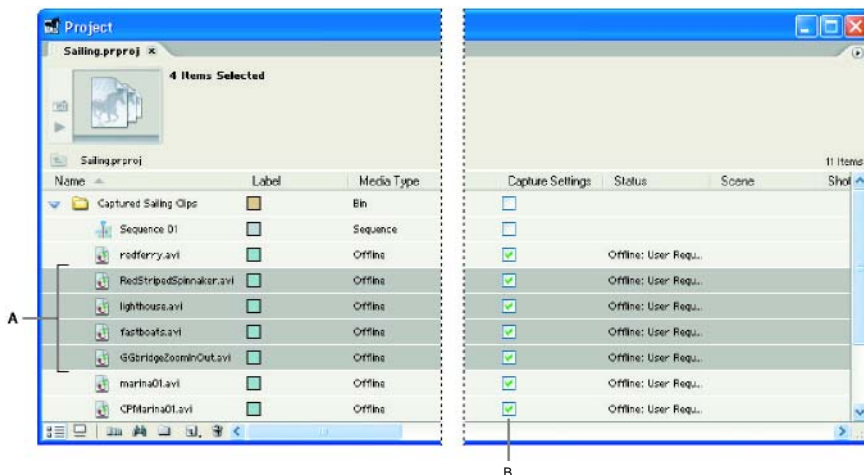 Project
Sailing.prproj ×
4 Items Selected
Sailing.prproj
11 Items
Name Label Media Type Capture Settings Status Scene Shot
Captured Sailing Clips Bin
Sequence 01 Sequence
redferry.avi Offline Offline: User Requ...
RedStripedSpinnaker.avi Offline Offline: User Requ...
lighthouse.avi Offline Offline: User Requ...
fastboats.avi Offline Offline: User Requ...
GGbridgeZoomInOut.avi Offline Offline: User Requ...
marina01.avi Offline Offline: User Requ...
CPMarina01.avi Offline Offline: User Requ...
A
B